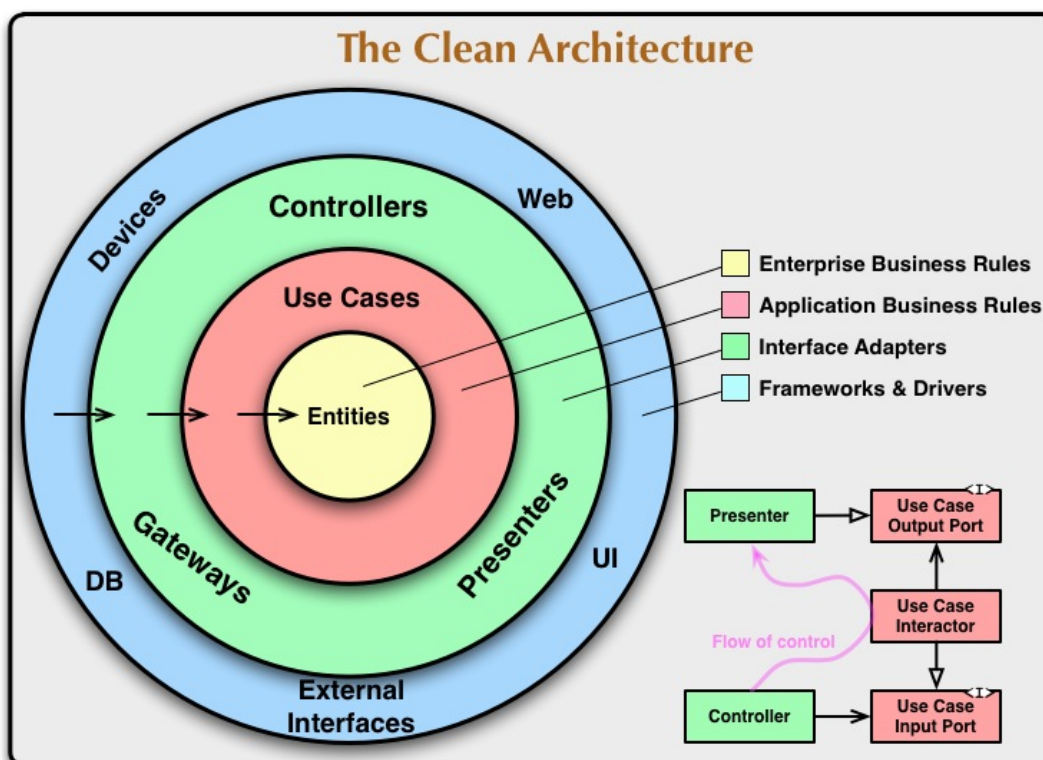 The Clean Architecture
Devices
Web
Controllers
Use Cases
Entities
Gateways
Presenters
DB
UI
External
Interfaces
Enterprise Business Rules
Application Business Rules
Interface Adapters
Frameworks & Drivers
Presenter
<I>
Use Case
Output Port
Flow of control
Use Case
Interactor
Controller
<I>
Use Case
Input Port